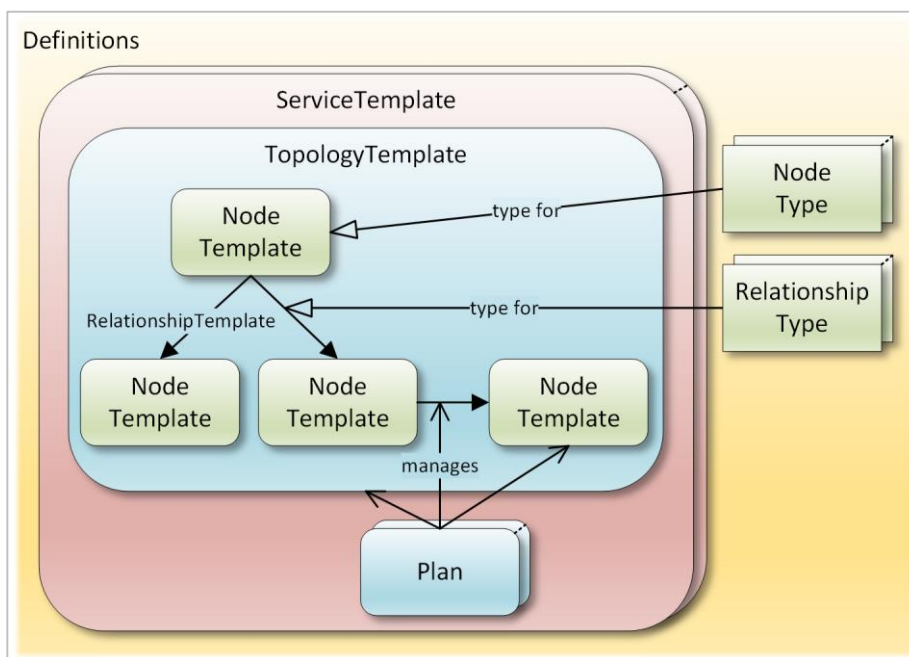 Definitions
ServiceTemplate
TopologyTemplate
Node
Template
type for
Node
Type
RelationshipTemplate
type for
Relationship
Type
Node
Template
Node
Template
Node
Template
manages
Plan